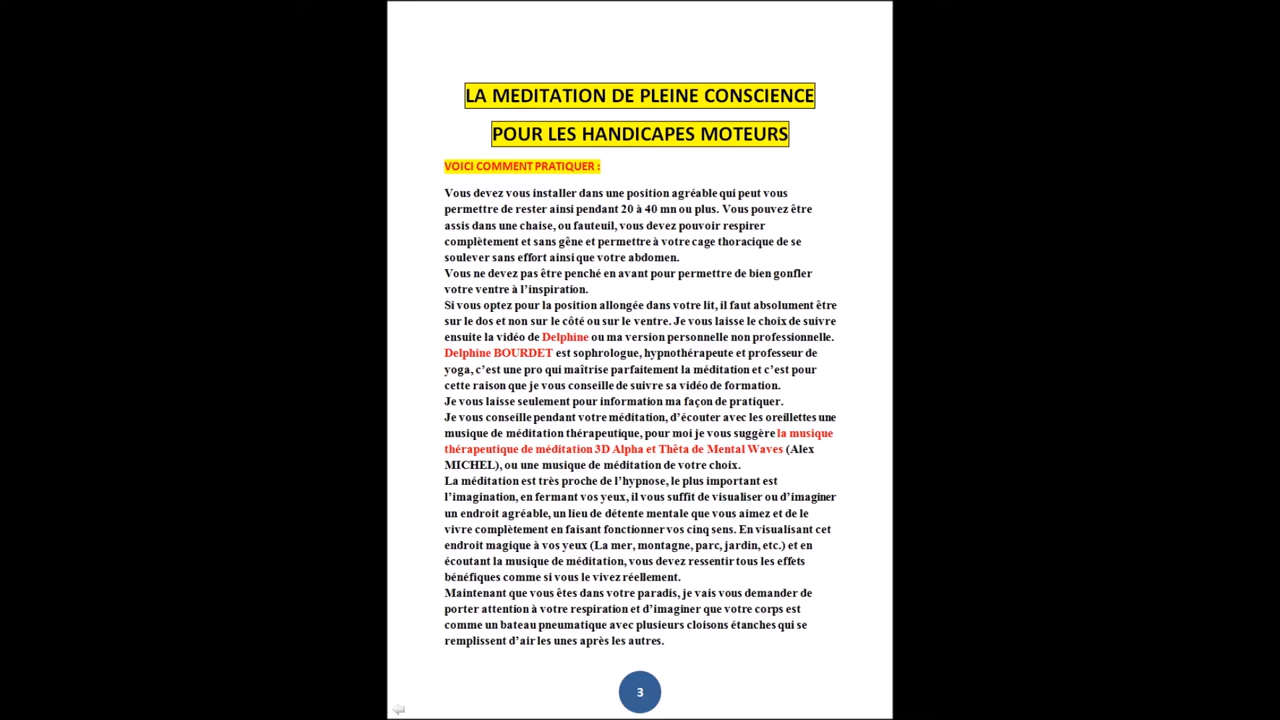 LA MEDITATION DE PLEINE CONSCIENCE
POUR LES HANDICAPES MOTEURS
VOICI COMMENT PRATIQUER :
Vous devez vous installer dans une position agréable qui peut vous
permettre de rester ainsi pendant 20 à 40 mn ou plus. Vous pouvez être
assis dans une chaise, ou fauteuil, vous devez pouvoir respirer
complètement et sans gêne et permettre à votre cage thoracique de se
soulever sans effort ainsi que votre abdomen.
Vous ne devez pas être penché en avant pour permettre de bien gonfler
votre ventre à l’inspiration.
Si vous optez pour la position allongée dans votre lit, il faut absolument être
sur le dos et non sur le côté ou sur le ventre. Je vous laisse le choix de suivre
ensuite la vidéo de Delphine ou ma version personnelle non professionnelle.
Delphine BOURDET est sophrologue, hypnothérapeute et professeur de
yoga, c’est une pro qui maîtrise parfaitement la méditation et c’est pour
cette raison que je vous conseille de suivre sa vidéo de formation.
Je vous laisse seulement pour information ma façon de pratiquer.
Je vous conseille pendant votre méditation, d’écouter avec les oreillettes une
musique de méditation thérapeutique, pour moi je vous suggère la musique
thérapeutique de méditation 3D Alpha et Thêta de Mental Waves (Alex
MICHEL), ou une musique de méditation de votre choix.
La méditation est très proche de l’hypnose, le plus important est
l’imagination, en fermant vos yeux, il vous suffit de visualiser ou d’imaginer
un endroit agréable, un lieu de détente mentale que vous aimez et de le
vivre complètement en faisant fonctionner vos cinq sens. En visualisant cet
endroit magique à vos yeux (La mer, montagne, parc, jardin, etc.) et en
écoutant la musique de méditation, vous devez ressentir tous les effets
bénéfiques comme si vous le vivez réellement.
Maintenant que vous êtes dans votre paradis, je vais vous demander de
porter attention à votre respiration et d’imaginer que votre corps est
comme un bateau pneumatique avec plusieurs cloisons étanches qui se
remplissent d’air les unes après les autres.
3